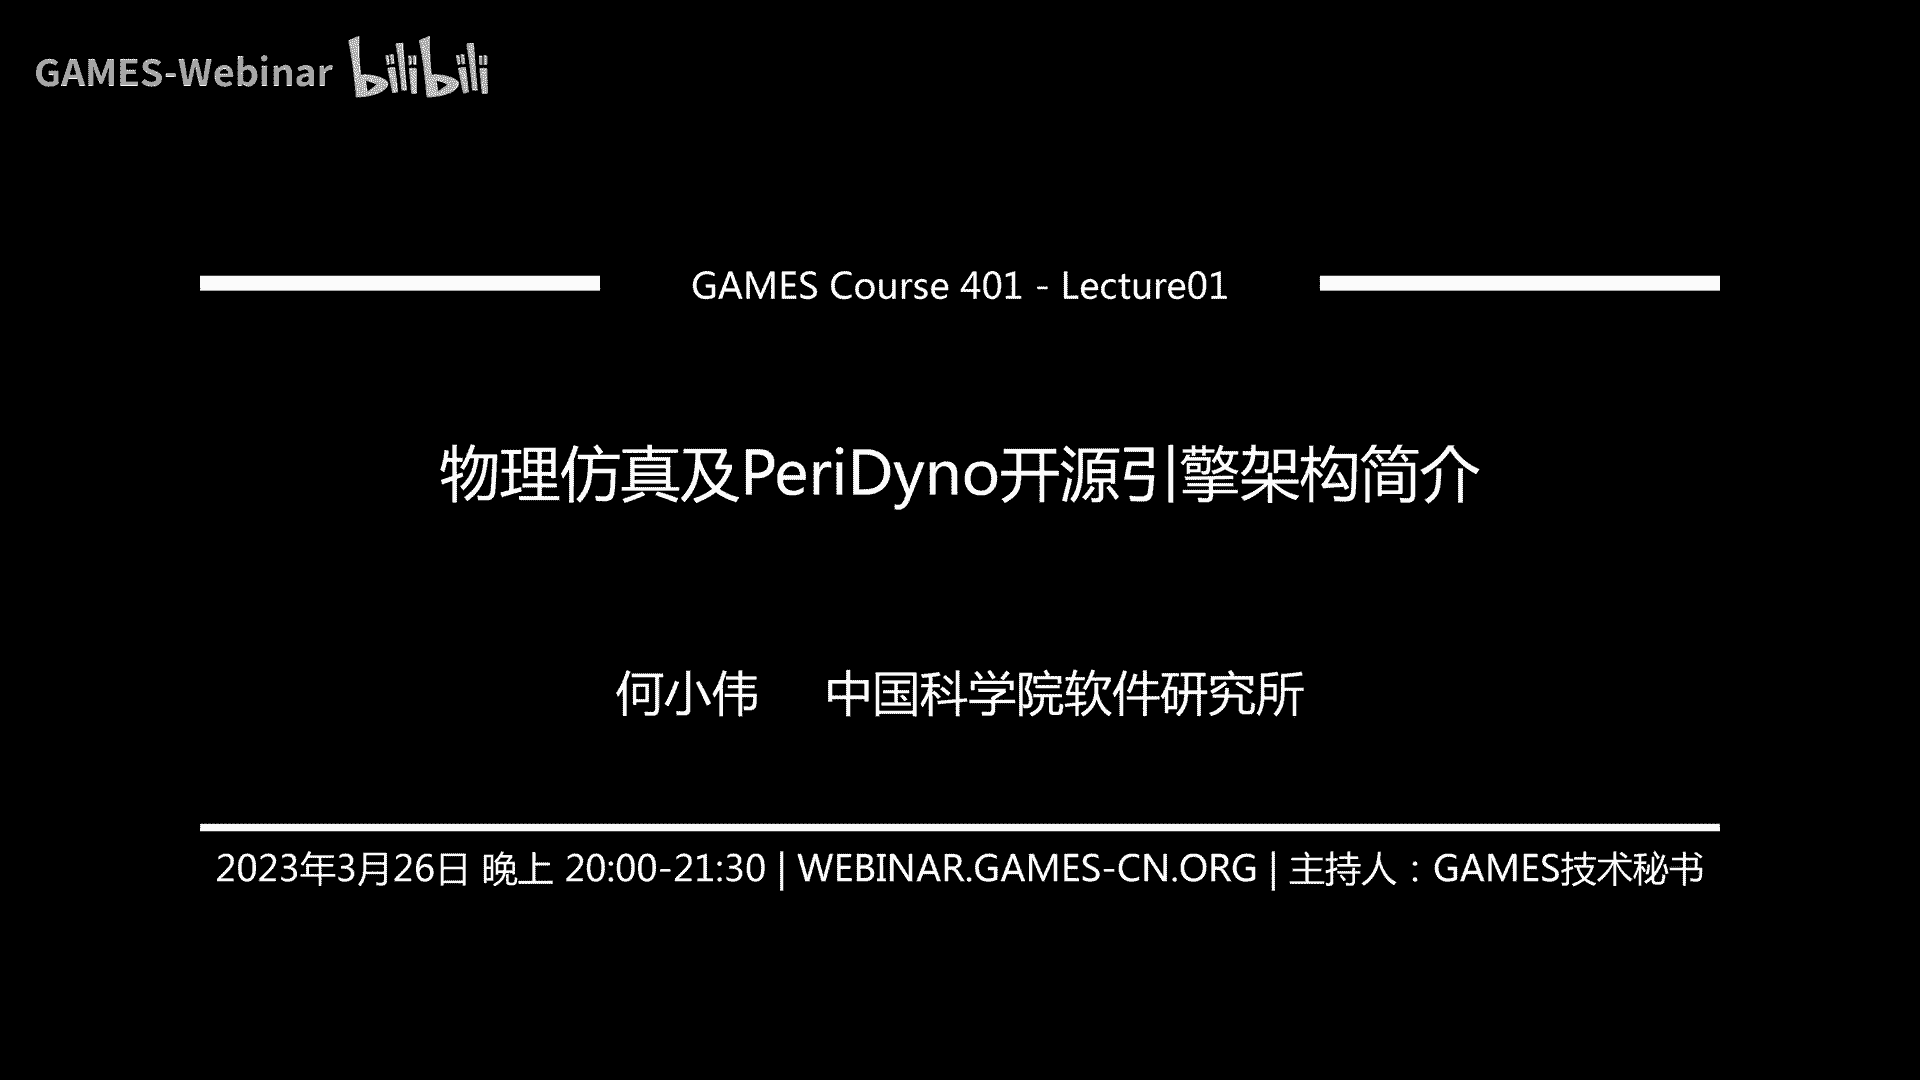 GAMES-Webinar bilibili
GAMES Course 401 - Lecture01
物理仿真及PeriDyno开源引擎架构简介
何小伟 中国科学院软件研究所
2023年3月26日 晚上 20:00-21:30 | WEBINAR.GAMES-CN.ORG | 主持人：GAMES技术秘书